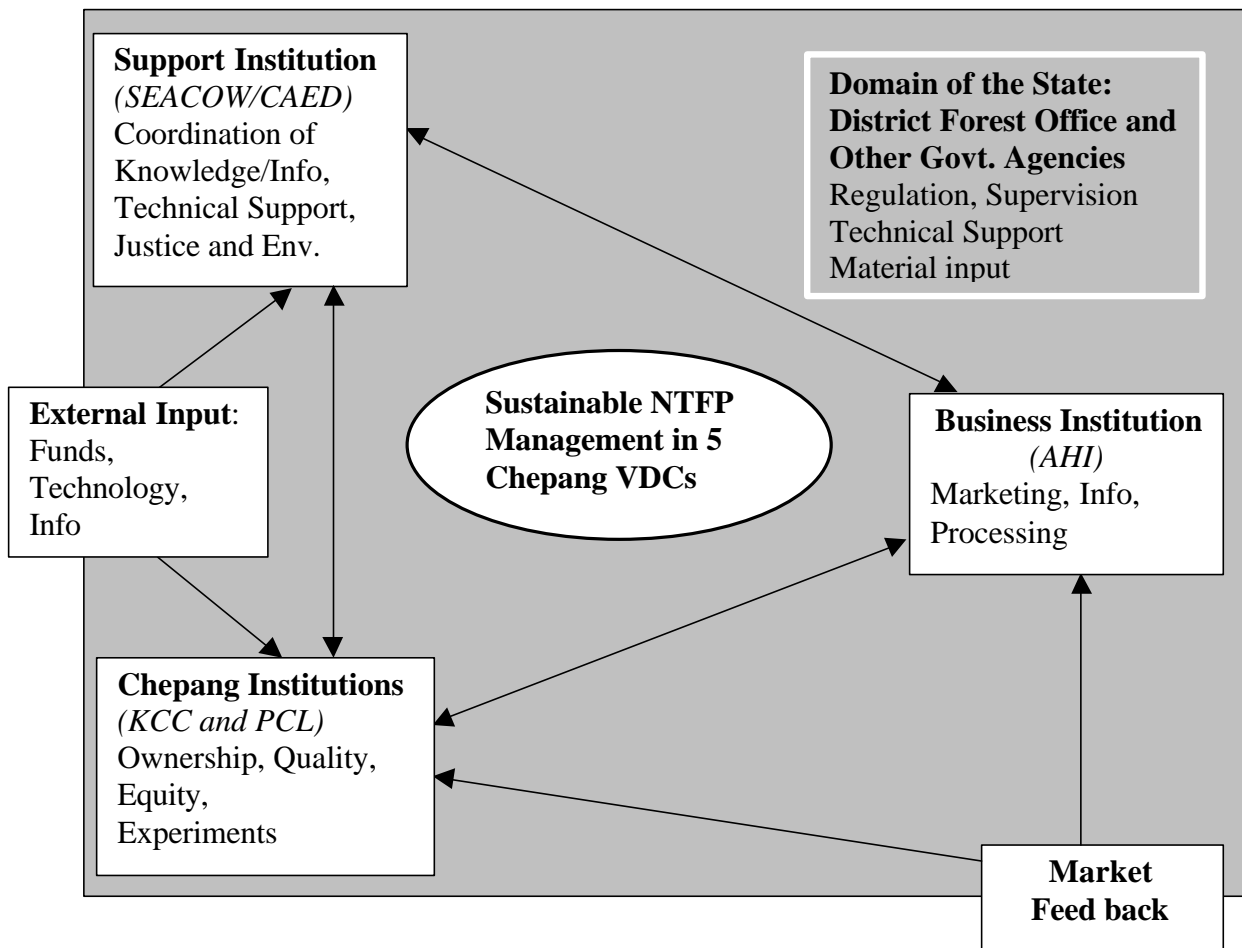 Support Institution
(SEACOW/CAED)
Coordination of
Knowledge/Info,
Technical Support,
Justice and Env.
Domain of the State:
District Forest Office and
Other Govt. Agencies
Regulation, Supervision
Technical Support
Material input
External Input:
Funds,
Technology,
Info
Sustainable NTFP
Management in 5
Chepang VDCs
Business Institution
(AHI)
Marketing, Info,
Processing
Chepang Institutions
(KCC and PCL)
Ownership, Quality,
Equity,
Experiments
Market
Feed back